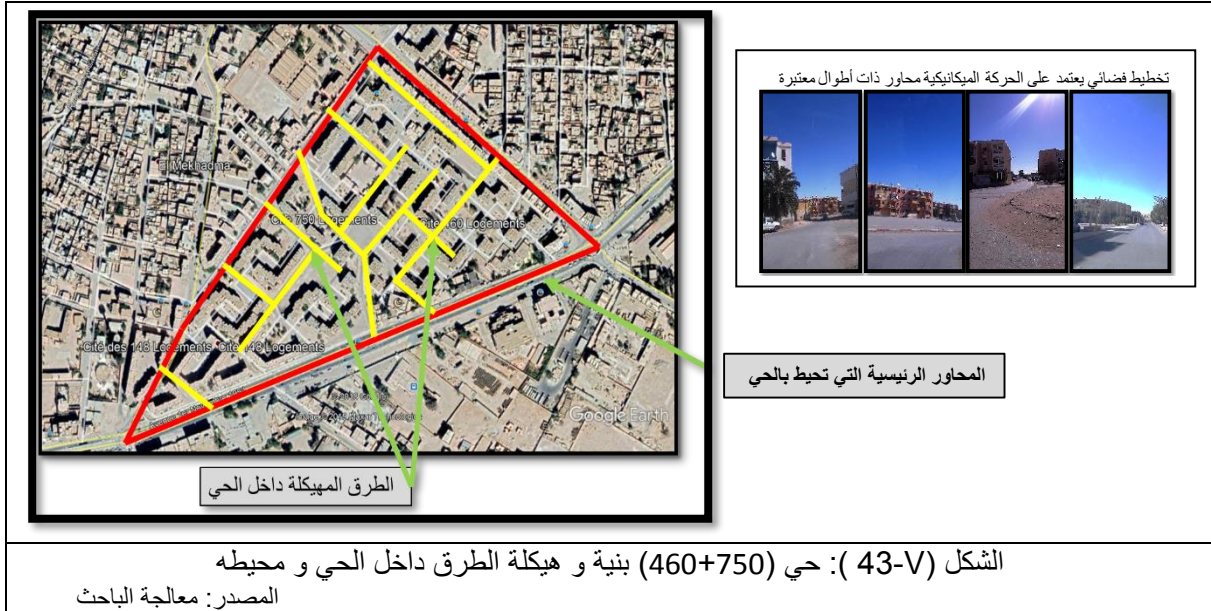 تخطيط فضائي يعتمد على الحركة الميكانيكية محاور ذات أطوال معتبرة
El Mekhadma
Cité 750 Logements
Cité 460 Logements
المحاور الرئيسية التي تحيط بالحي
Cité des 148 Logements
Cité 148 Logements
Google Earth
الطرق المهيكلة داخل الحي
الشكل (V-43 ): حي (750+460) بنية و هيكلة الطرق داخل الحي و محيطه
المصدر: معالجة الباحث